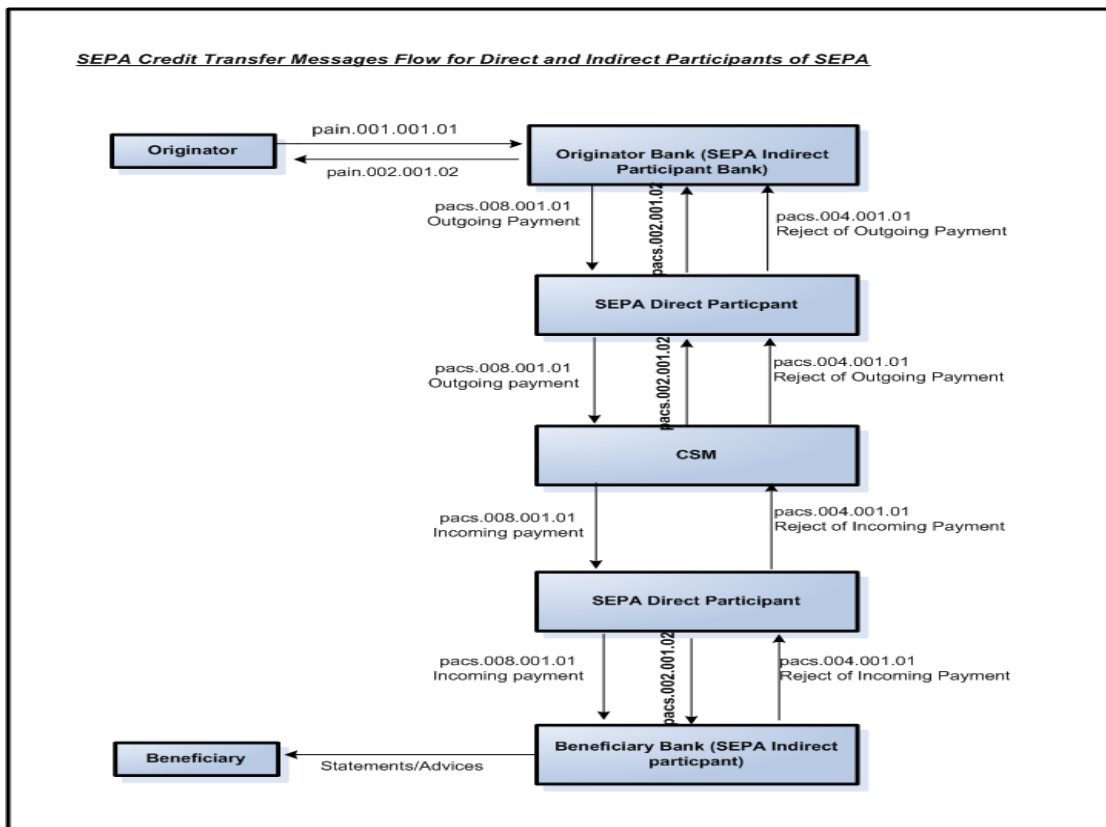 SEPA Credit Transfer Messages Flow for Direct and Indirect Participants of SEPA
pain.001.001.01
Originator
Originator Bank (SEPA Indirect
Participant Bank)
pain.002.001.02
pacs.008.001.01
Outgoing Payment
pacs.002.001.02
pacs.004.001.01
Reject of Outgoing Payment
SEPA Direct Particpant
pacs.008.001.01
Outgoing payment
pacs.002.001.02
pacs.004.001.01
Reject of Outgoing Payment
CSM
pacs.008.001.01
Incoming payment
pacs.004.001.01
Reject of Incoming Payment
SEPA Direct Participant
pacs.008.001.01
Incoming payment
pacs.002.001.02
pacs.004.001.01
Reject of Incoming Payment
Beneficiary Bank (SEPA Indirect
particpant)
Beneficiary
Statements/Advices